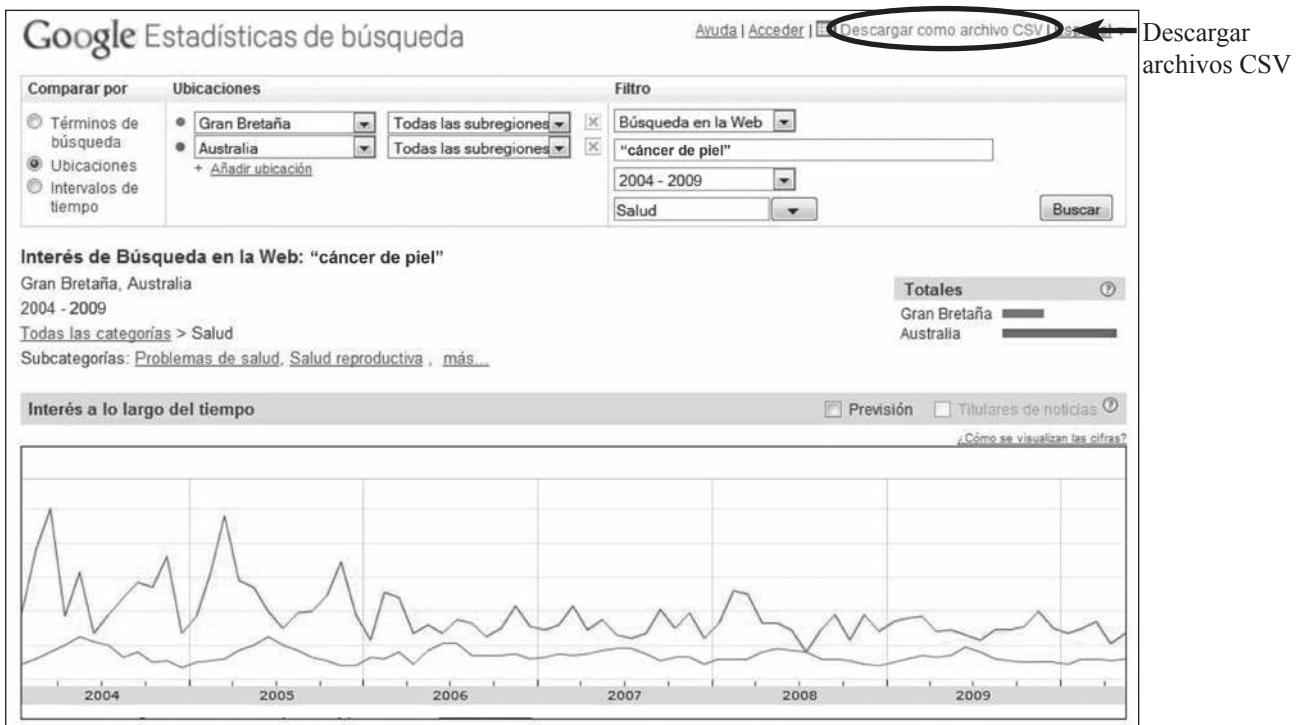 Google Estadísticas de búsqueda
Ayuda | Acceder | Descargar como archivo CSV | Español
Descargar
archivos CSV
Comparar por
Ubicaciones
Filtro
Términos de
búsqueda
Ubicaciones
Intervalos de
tiempo
Gran Bretaña
Todas las subregiones
Australia
Todas las subregiones
+ Añadir ubicación
Búsqueda en la Web
“cáncer de piel”
2004 - 2009
Salud
Buscar
Interés de Búsqueda en la Web: “cáncer de piel”
Gran Bretaña, Australia
2004 - 2009
Todas las categorías > Salud
Subcategorías: Problemas de salud, Salud reproductiva , más...
Totales ?
Gran Bretaña
Australia
Interés a lo largo del tiempo
Previsión
Titulares de noticias ?
¿Cómo se visualizan las cifras?
2004 2005 2006 2007 2008 2009